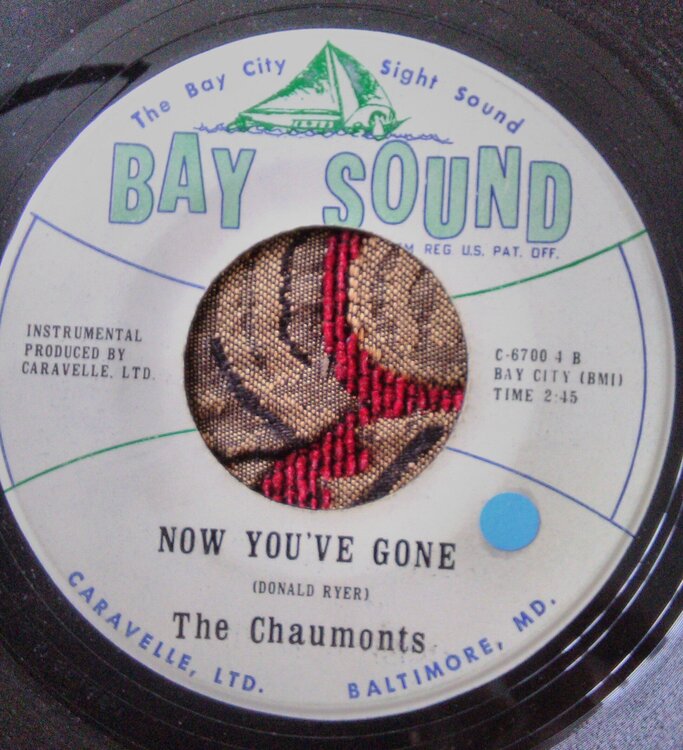 The Bay City Sight Sound
BAY SOUND
REG. U.S. PAT. OFF.
INSTRUMENTAL
PRODUCED BY
CARAVELLE, LTD.
C-6700 4 B
BAY CITY (BMI)
TIME 2:45
NOW YOU'VE GONE
(DONALD RYER)
The Chaumonts
CARAVELLE, LTD. BALTIMORE, MD.